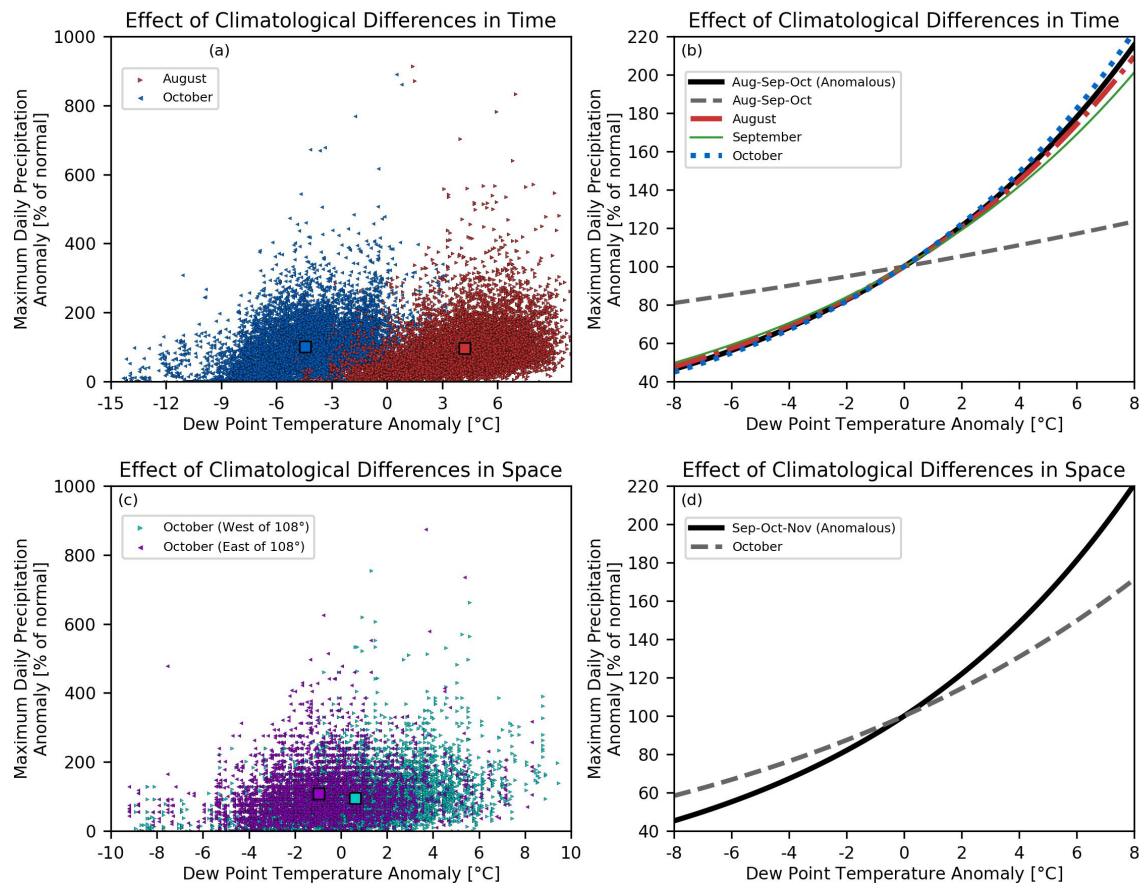 Effect of Climatological Differences in Time
(a)
August
October
Maximum Daily Precipitation
Anomaly [% of normal]
1000
800
600
400
200
0
-15 -12 -9 -6 -3 0 3 6
Dew Point Temperature Anomaly [°C]
Effect of Climatological Differences in Time
(b)
Aug-Sep-Oct (Anomalous)
Aug-Sep-Oct
August
September
October
Maximum Daily Precipitation
Anomaly [% of normal]
220
200
180
160
140
120
100
80
60
40
-8 -6 -4 -2 0 2 4 6 8
Dew Point Temperature Anomaly [°C]
Effect of Climatological Differences in Space
(c)
October (West of 108°)
October (East of 108°)
Maximum Daily Precipitation
Anomaly [% of normal]
1000
800
600
400
200
0
-10 -8 -6 -4 -2 0 2 4 6 8 10
Dew Point Temperature Anomaly [°C]
Effect of Climatological Differences in Space
(d)
Sep-Oct-Nov (Anomalous)
October
Maximum Daily Precipitation
Anomaly [% of normal]
220
200
180
160
140
120
100
80
60
40
-8 -6 -4 -2 0 2 4 6 8
Dew Point Temperature Anomaly [°C]